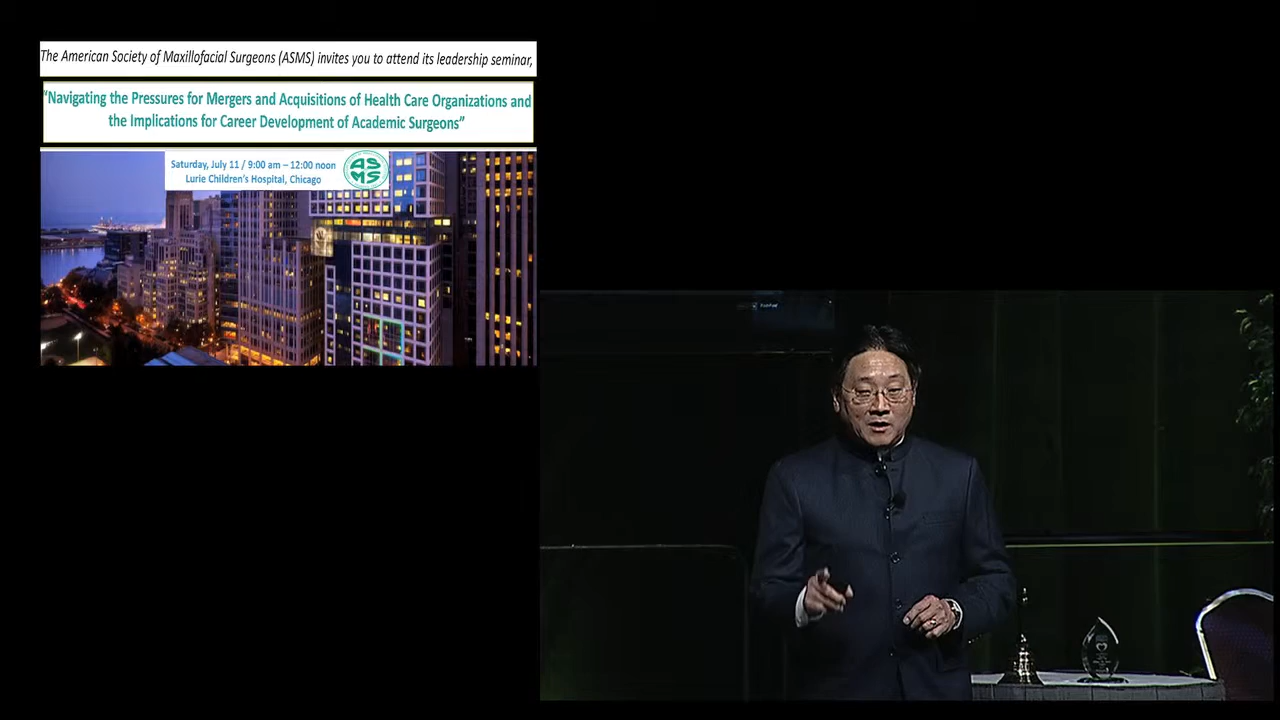 The American Society of Maxillofacial Surgeons (ASMS) invites you to attend its leadership seminar,
"Navigating the Pressures for Mergers and Acquisitions of Health Care Organizations and
the Implications for Career Development of Academic Surgeons"
Saturday, July 11 / 9:00 am – 12:00 noon
Lurie Children's Hospital, Chicago
AS
MS